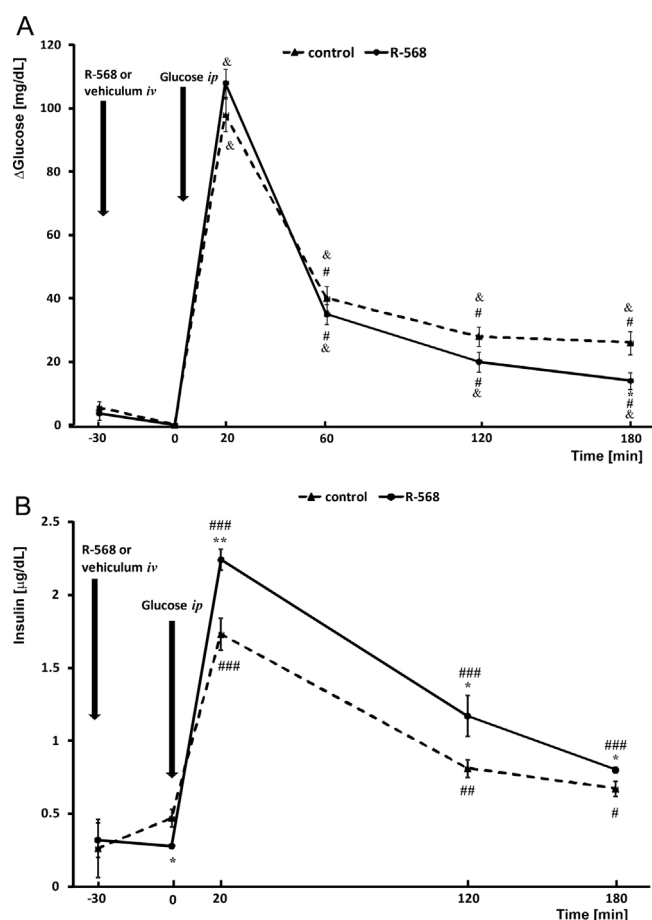 A
control R-568
120
100
80
60
40
20
0
ΔGlucose [mg/dL]
R-568 or
vehiculum iv
Glucose ip
&
&
&
#
#
&
&
#
#
&
&
#
*
#
&
-30 0 20 60 120 180
Time [min]
B
control R-568
2.5
2
1.5
1
0.5
0
Insulin [µg/dL]
R-568 or
vehiculum iv
Glucose ip
###
**
###
###
*
##
###
*
#
*
-30 0 20 120 180
Time [min]